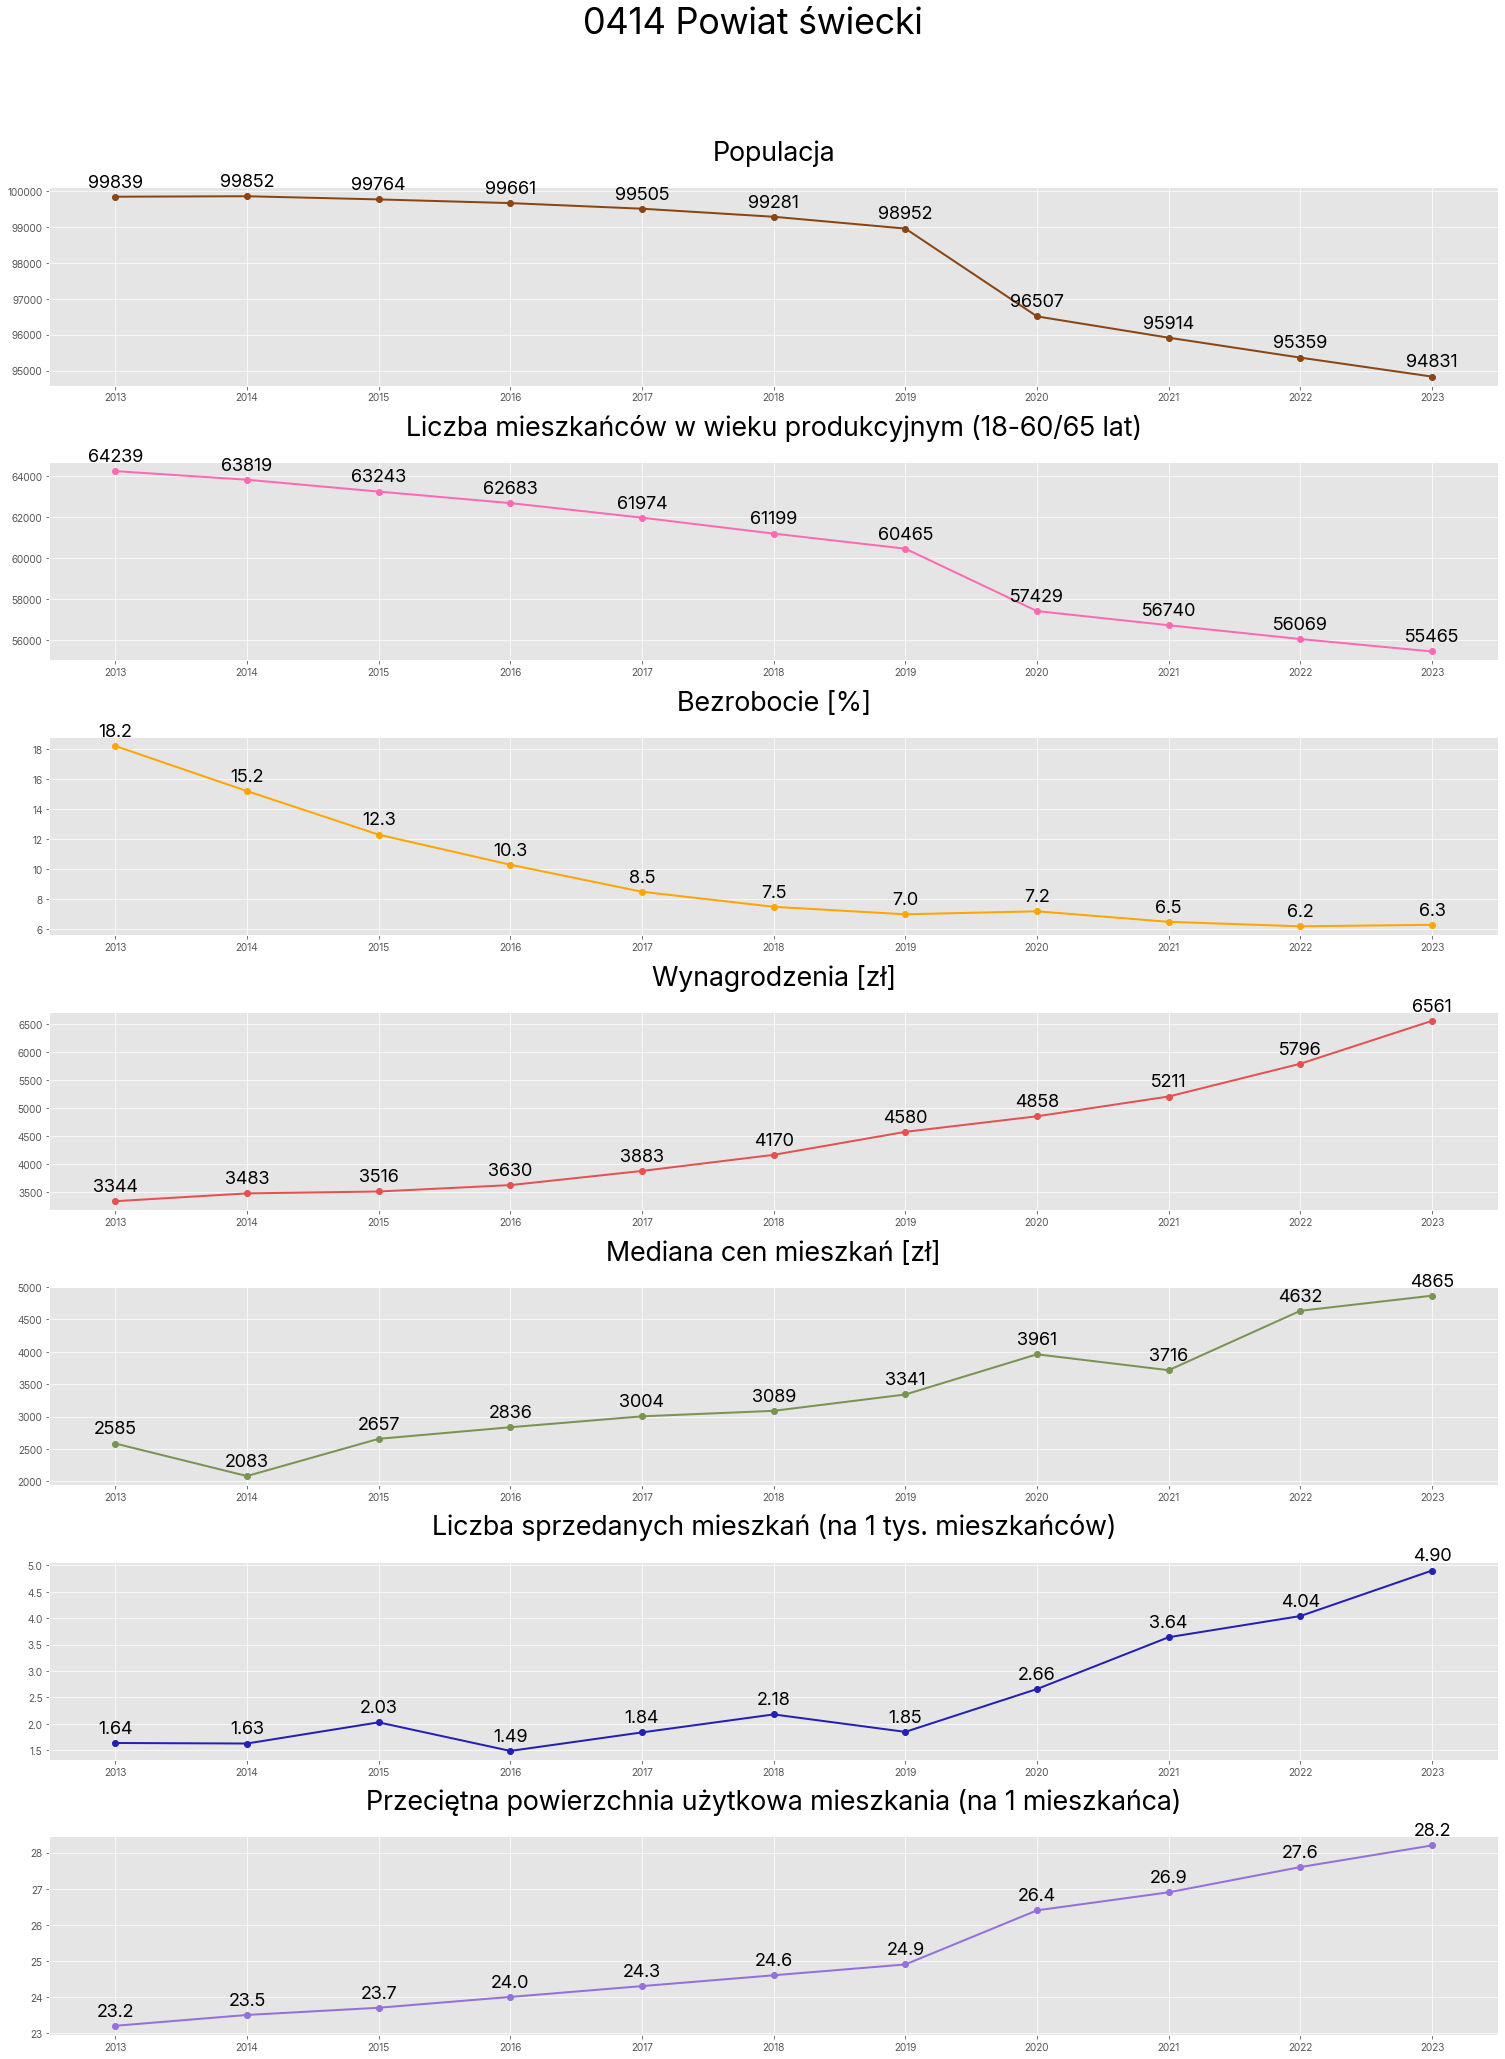 0414 Powiat świecki
Populacja
99839 99852 99764 99661 99505 99281 98952 96507 95914 95359 94831
100000
99000
98000
97000
96000
95000
2013 2014 2015 2016 2017 2018 2019 2020 2021 2022 2023
Liczba mieszkańców w wieku produkcyjnym (18-60/65 lat)
64239 63819 63243 62683 61974 61199 60465 57429 56740 56069 55465
64000
62000
60000
58000
56000
2013 2014 2015 2016 2017 2018 2019 2020 2021 2022 2023
Bezrobocie [%]
18.2 15.2 12.3 10.3 8.5 7.5 7.0 7.2 6.5 6.2 6.3
18
16
14
12
10
8
6
2013 2014 2015 2016 2017 2018 2019 2020 2021 2022 2023
Wynagrodzenia [zł]
3344 3483 3516 3630 3883 4170 4580 4858 5211 5796 6561
6500
6000
5500
5000
4500
4000
3500
2013 2014 2015 2016 2017 2018 2019 2020 2021 2022 2023
Mediana cen mieszkań [zł]
2585 2083 2657 2836 3004 3089 3341 3961 3716 4632 4865
5000
4500
4000
3500
3000
2500
2000
2013 2014 2015 2016 2017 2018 2019 2020 2021 2022 2023
Liczba sprzedanych mieszkań (na 1 tys. mieszkańców)
1.64 1.63 2.03 1.49 1.84 2.18 1.85 2.66 3.64 4.04 4.90
5.0
4.5
4.0
3.5
3.0
2.5
2.0
1.5
2013 2014 2015 2016 2017 2018 2019 2020 2021 2022 2023
Przeciętna powierzchnia użytkowa mieszkania (na 1 mieszkańca)
23.2 23.5 23.7 24.0 24.3 24.6 24.9 26.4 26.9 27.6 28.2
28
27
26
25
24
23
2013 2014 2015 2016 2017 2018 2019 2020 2021 2022 2023